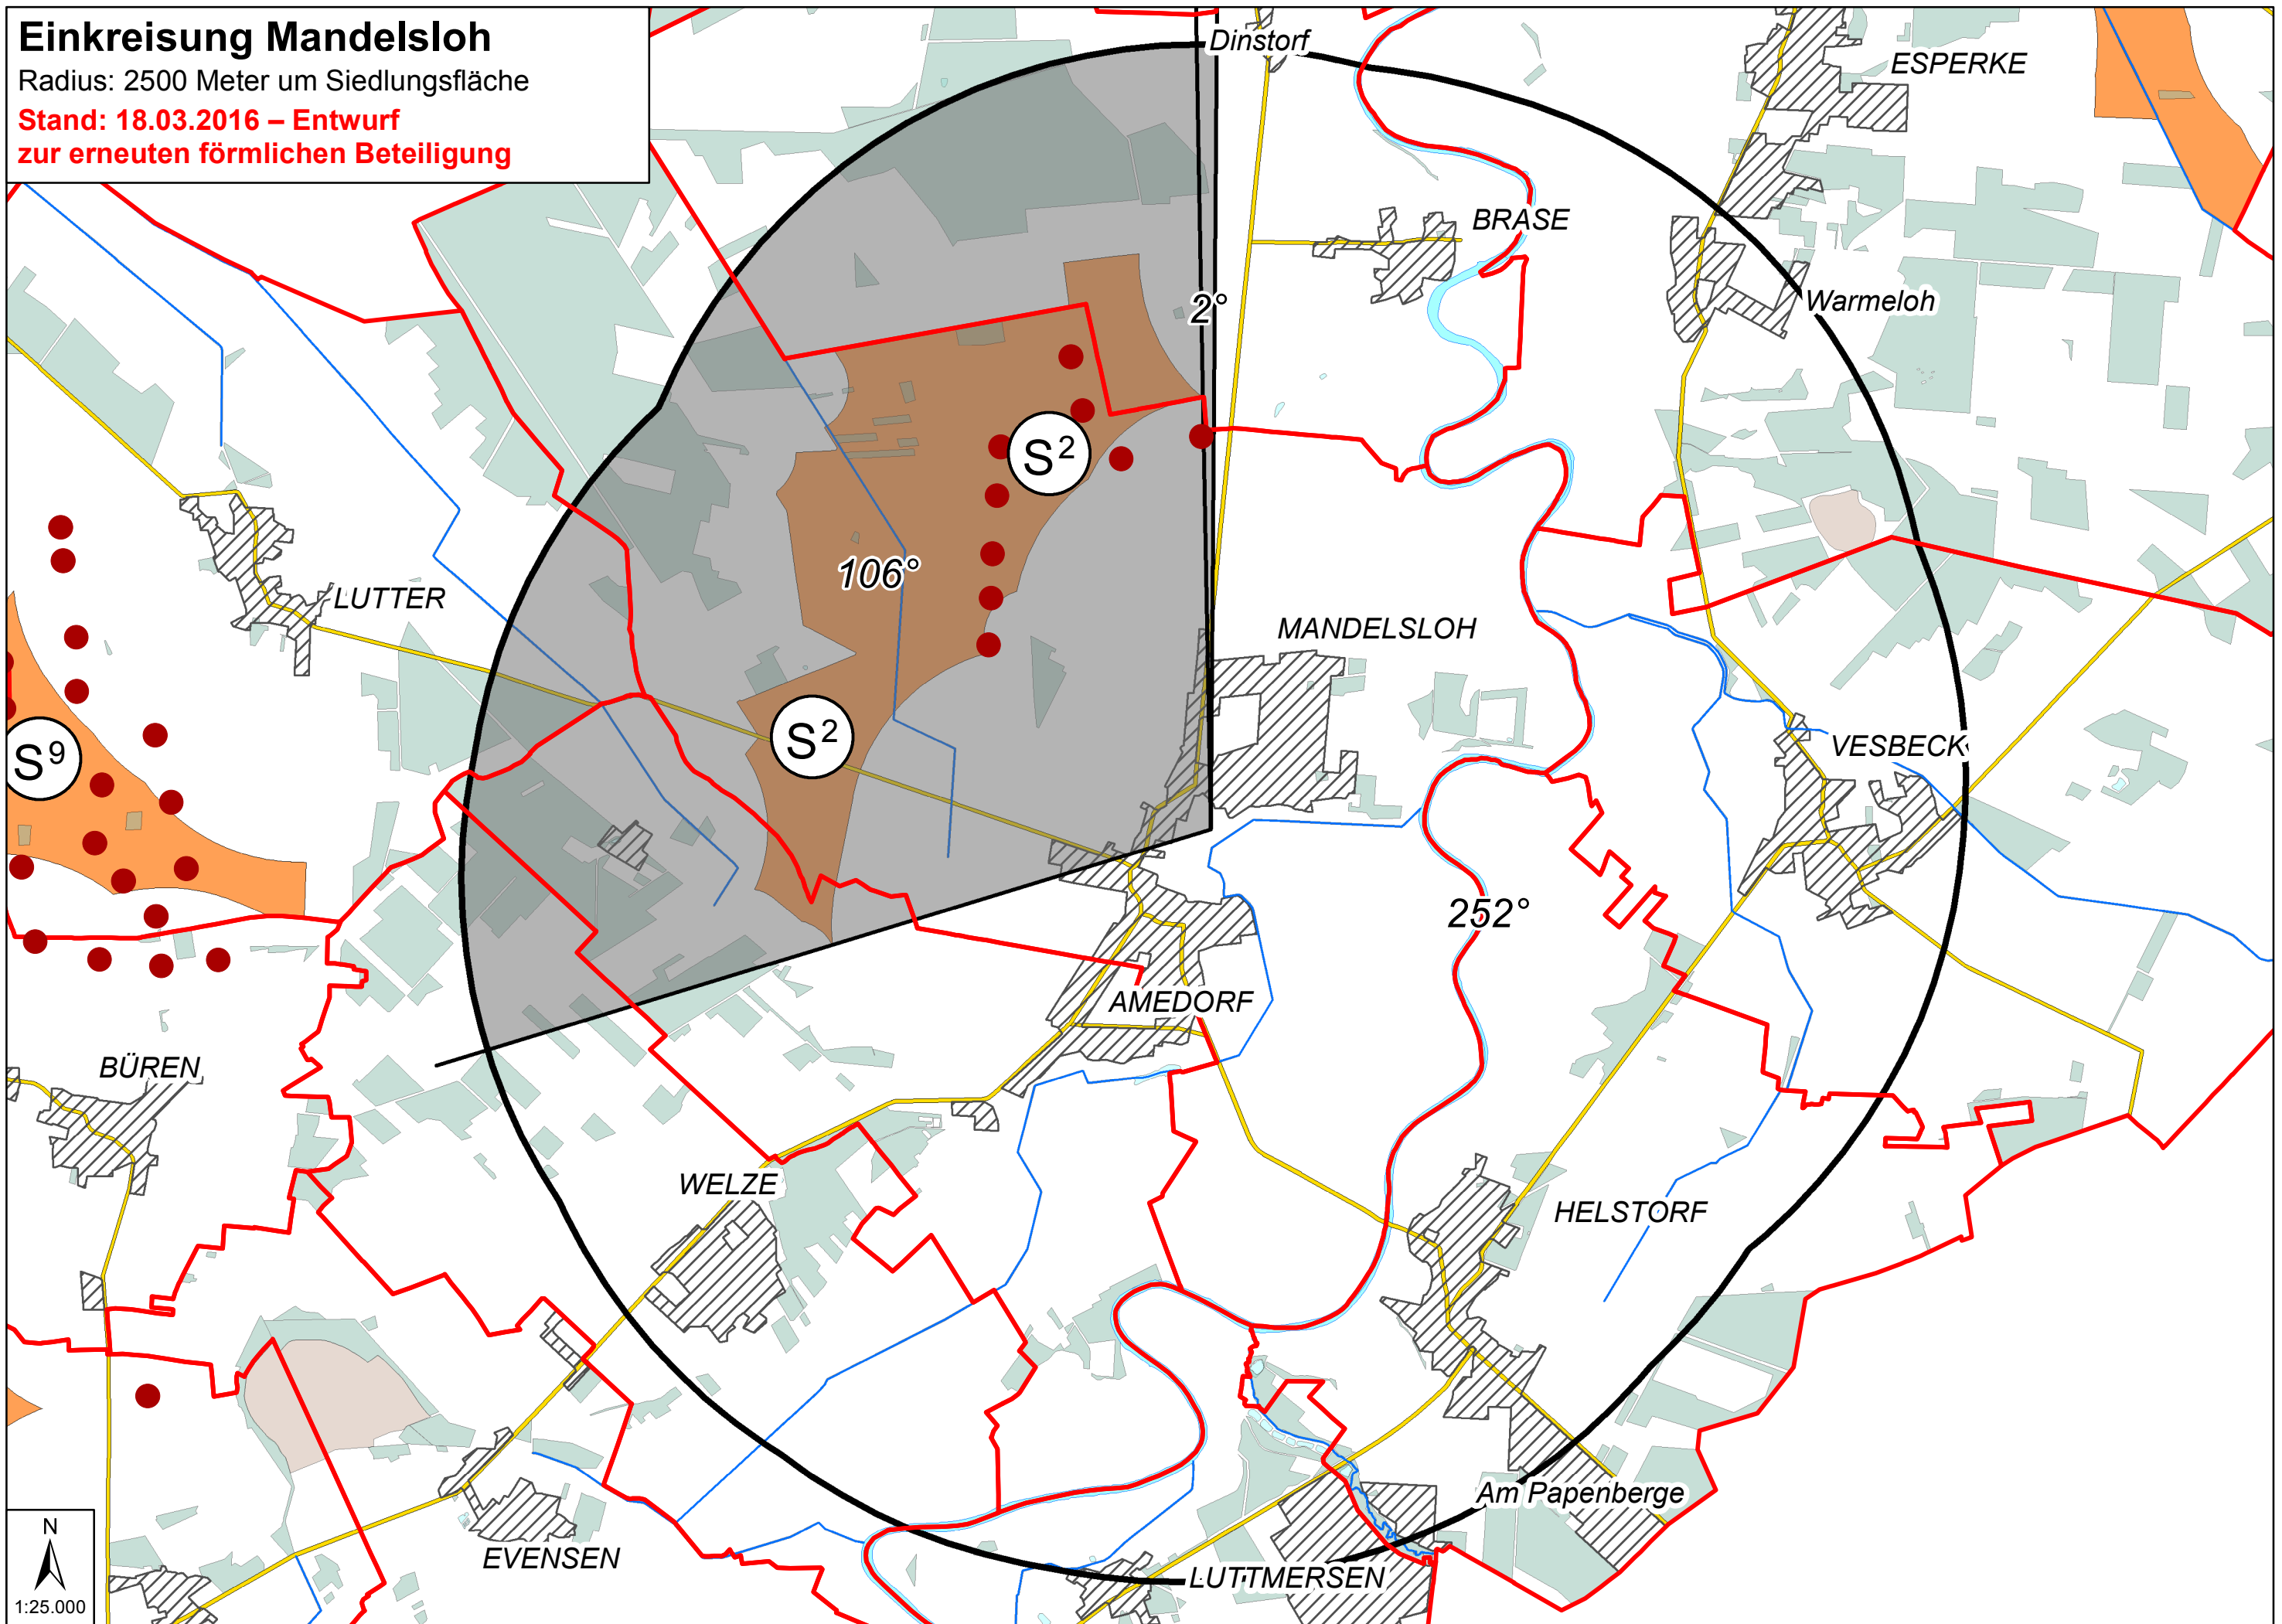 Einkreisung Mandelsloh
Radius: 2500 Meter um Siedlungsfläche
Stand: 18.03.2016 – Entwurf
zur erneuten förmlichen Beteiligung
Dinstorf
ESPERKE
BRASE
2°
Warmeloh
S²
106°
LUTTER
MANDELSLOH
S²
VESBECK
S⁹
252°
AMEDORF
BÜREN
WELZE
HELSTORF
Am Papenberge
EVENSEN
LUTTMERSEN
N
1:25.000